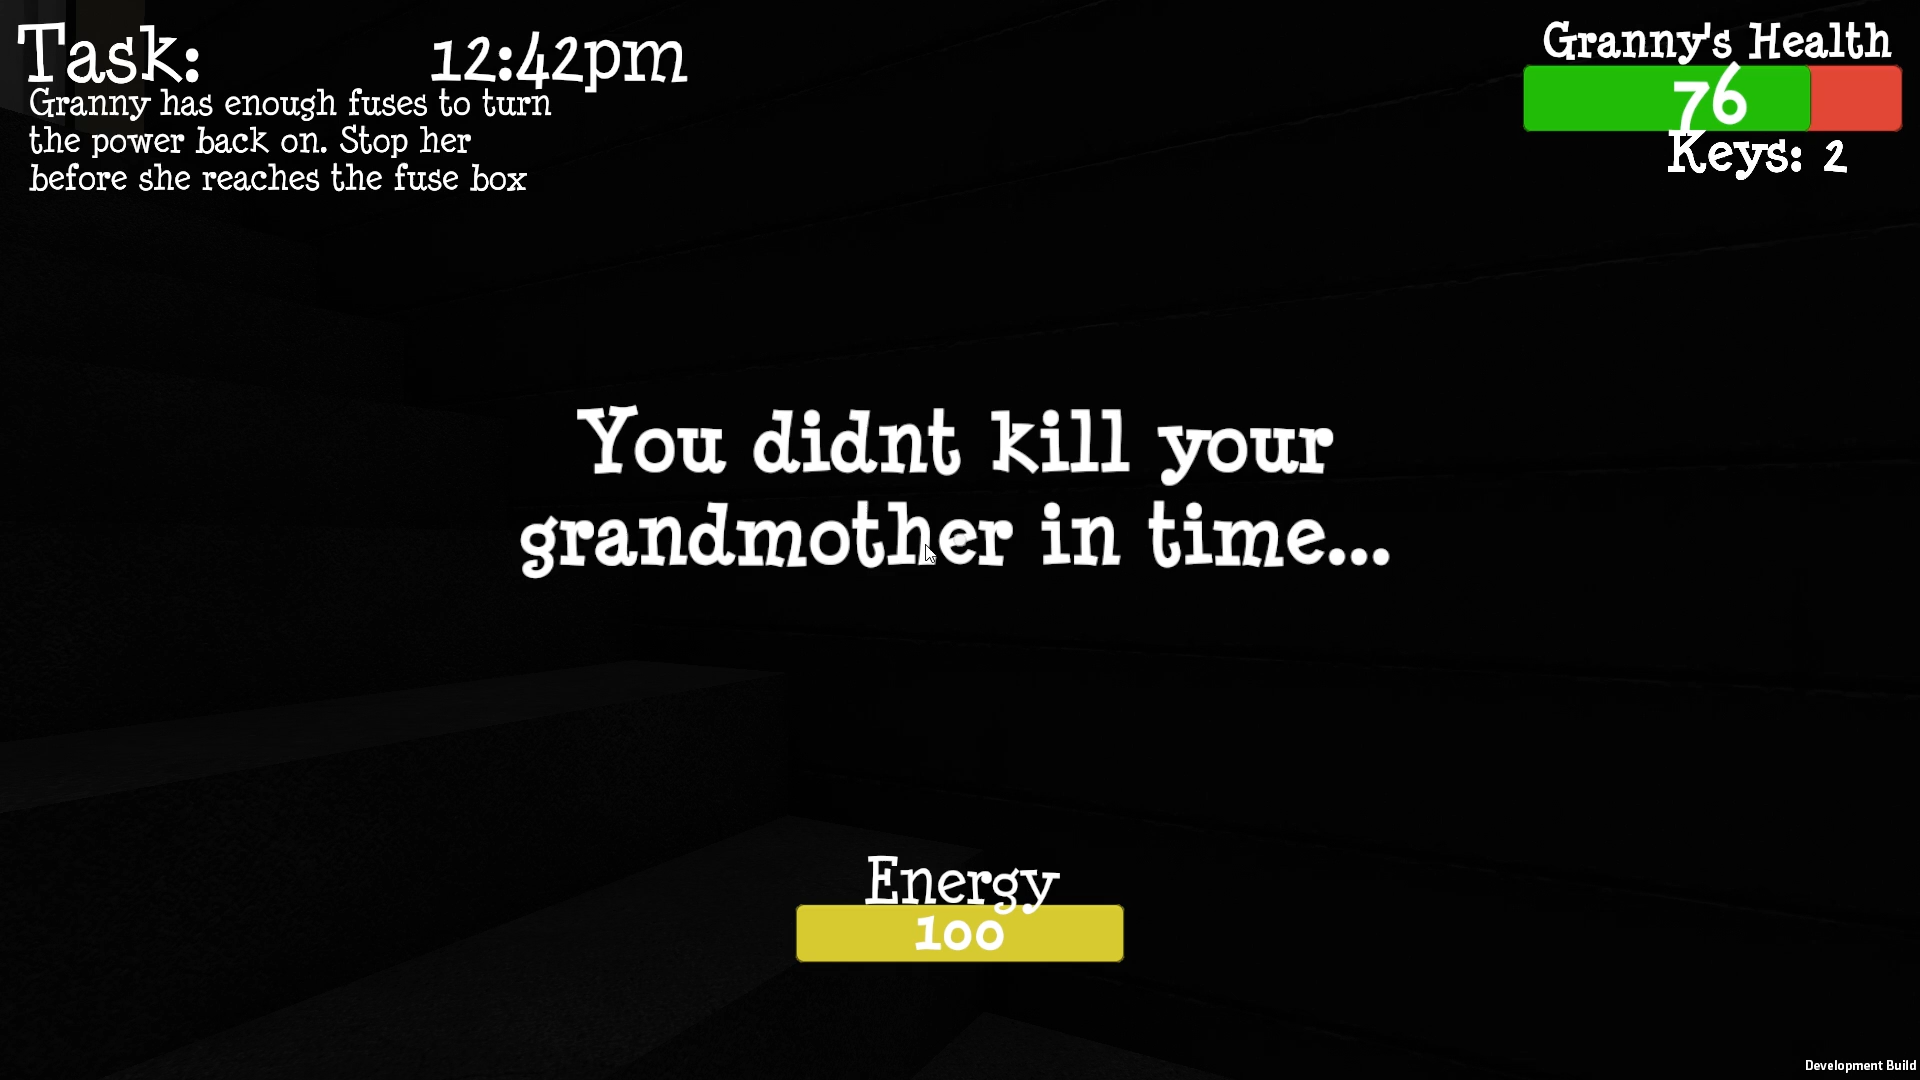 Task:
12:42pm
Granny has enough fuses to turn
the power back on. Stop her
before she reaches the fuse box
Granny's Health
76
Keys: 2
You didnt kill your
grandmother in time...
Energy
100
Development Build